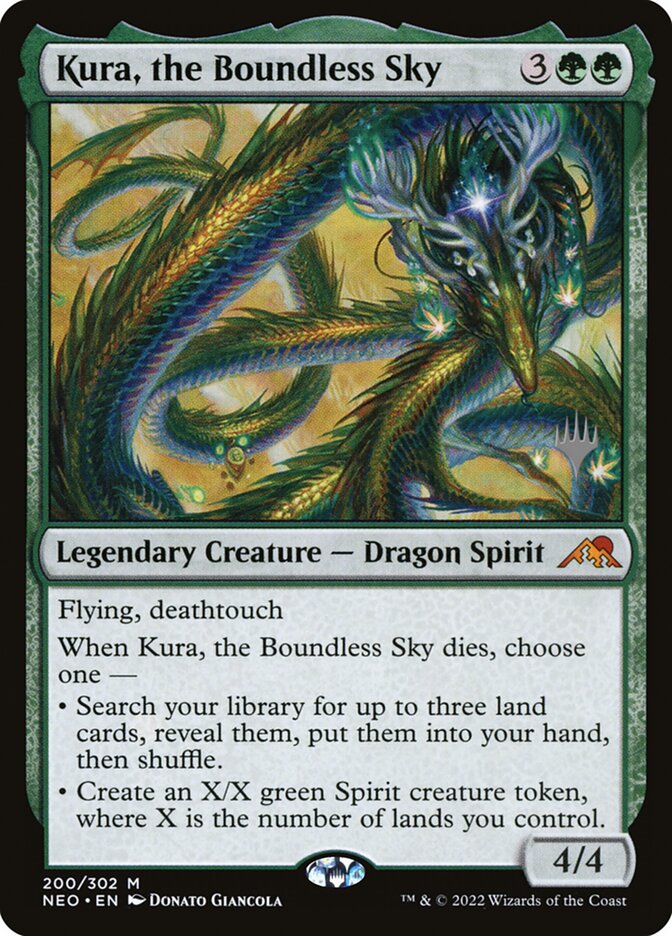 Kura, the Boundless Sky 3
Legendary Creature — Dragon Spirit
Flying, deathtouch
When Kura, the Boundless Sky dies, choose
one —
• Search your library for up to three land
cards, reveal them, put them into your hand,
then shuffle.
• Create an X/X green Spirit creature token,
where X is the number of lands you control.
4/4
200/302 M
NEO • EN Donato Giancola
™ & © 2022 Wizards of the Coast